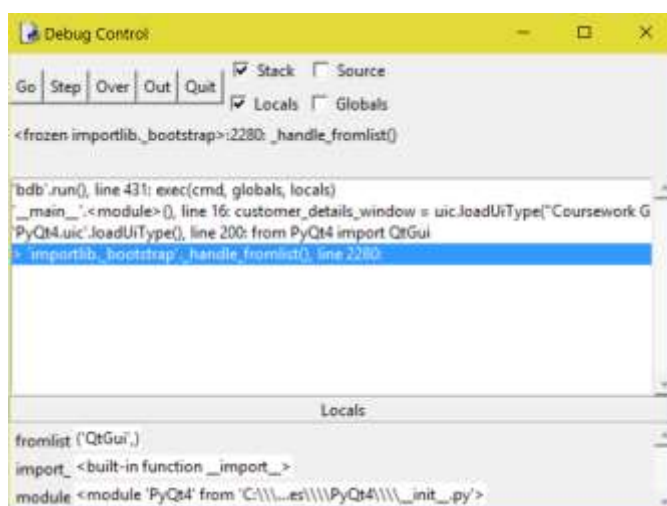 Debug Control
Go Step Over Out Quit Stack Source
Locals Globals
<frozen importlib._bootstrap>:2280: _handle_fromlist()
'bdb'.run(), line 431: exec(cmd, globals, locals)
'__main__'.<module>(), line 16: customer_details_window = uic.loadUiType("Coursework G
'PyQt4.uic'.loadUiType(), line 200: from PyQt4 import QtGui
> 'importlib._bootstrap'._handle_fromlist(), line 2280:
Locals
fromlist ('QtGui',)
import_ <built-in function __import__>
module <module 'PyQt4' from 'C:\\\...es\\\\PyQt4\\\\__init__.py'>